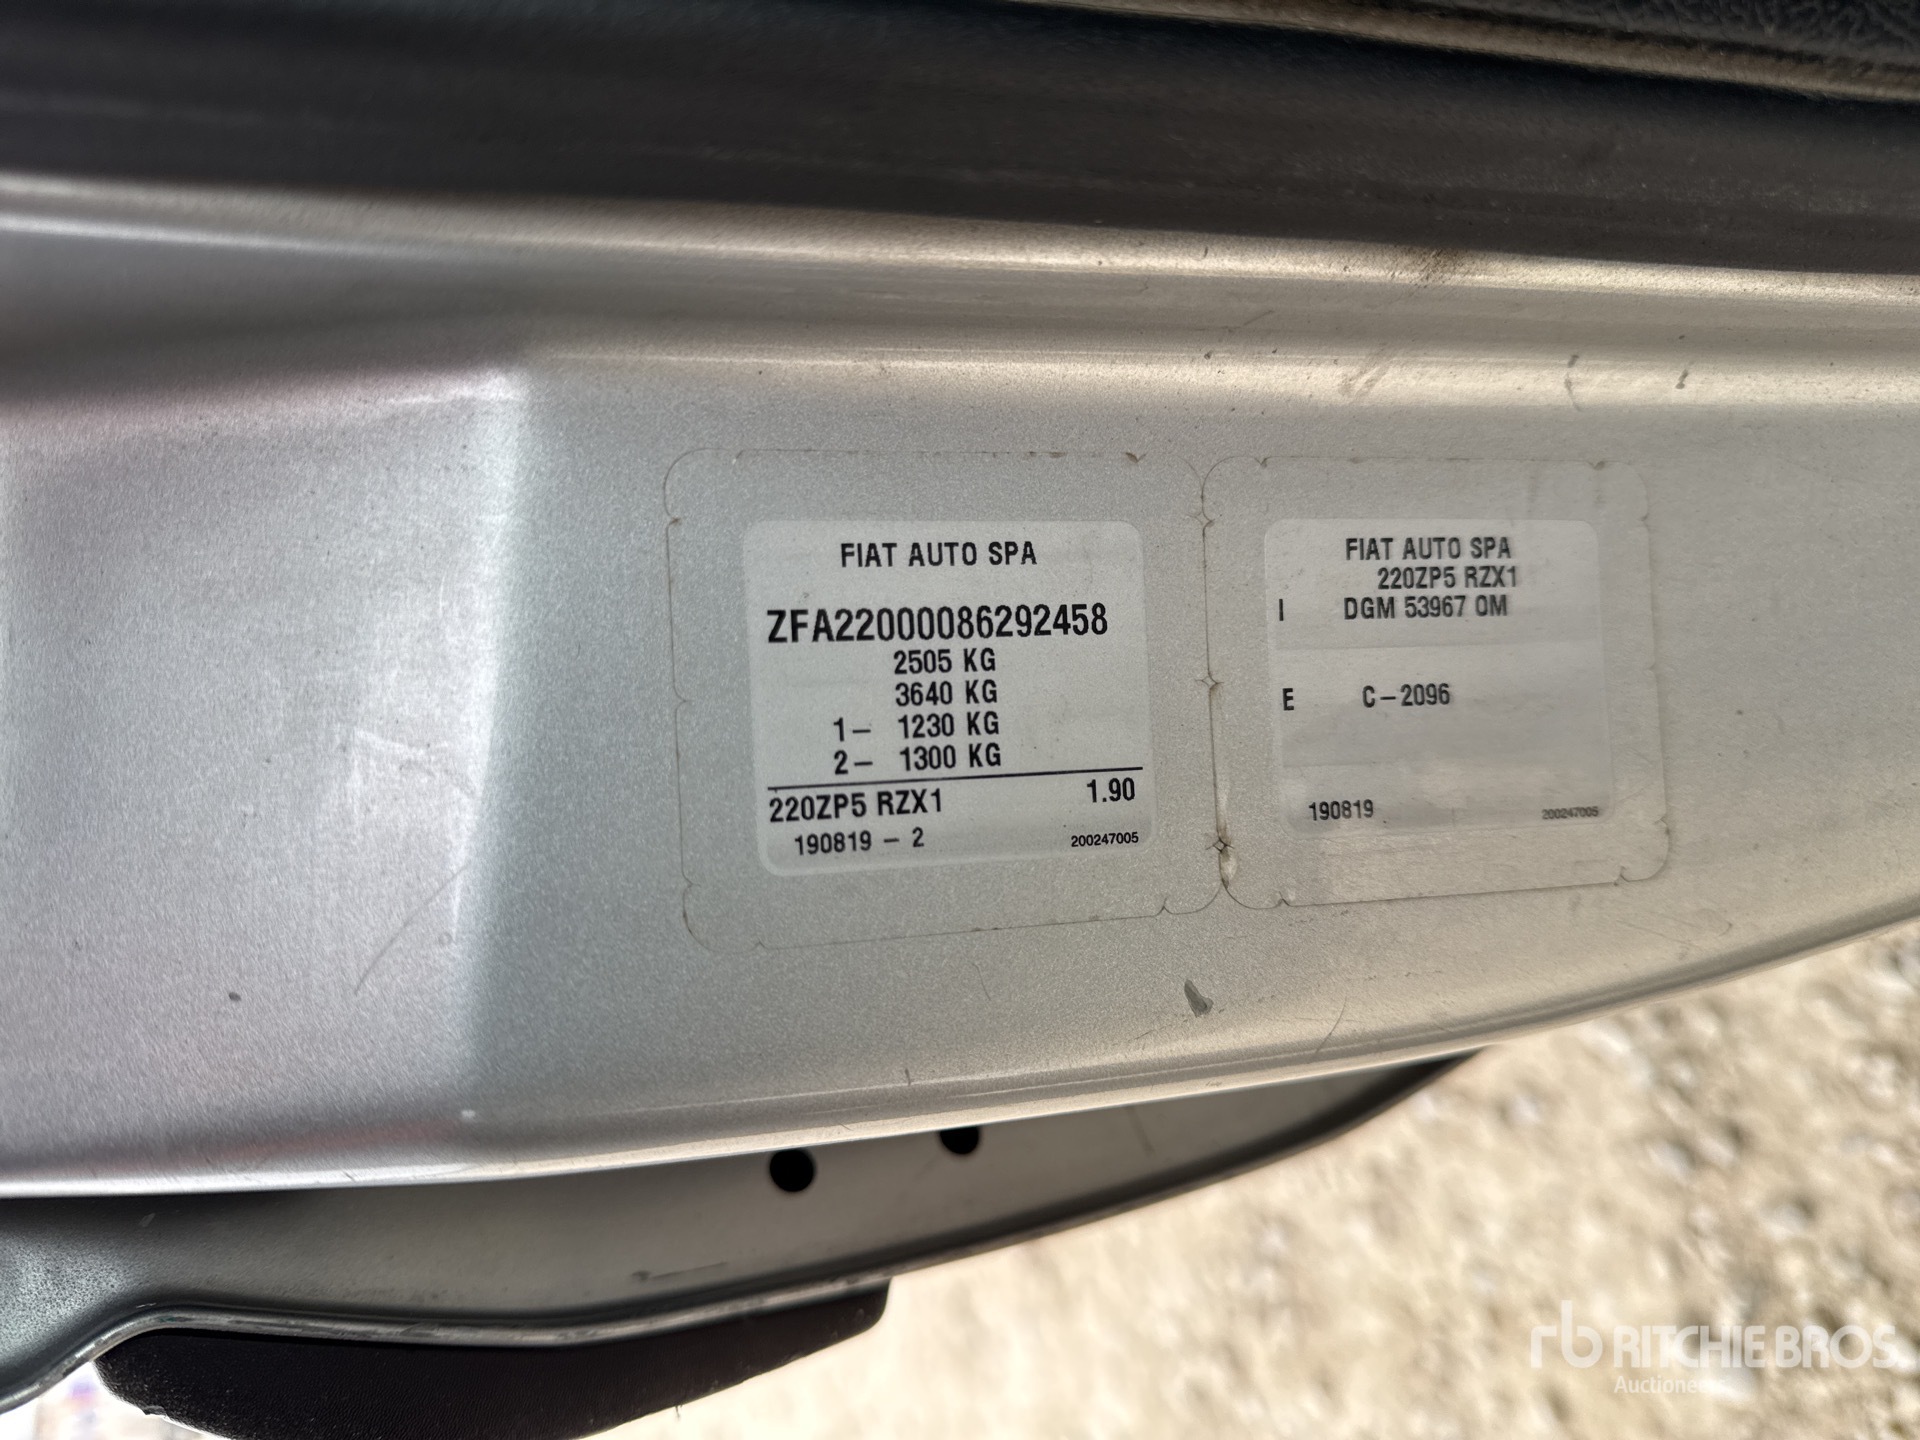 FIAT AUTO SPA
ZFA22000086292458
2505 KG
3640 KG
1- 1230 KG
2- 1300 KG
220ZP5 RZX1 1.90
190819 - 2 200247005
FIAT AUTO SPA
220ZP5 RZX1
I DGM 53967 OM
E C-2096
190819 200247005
rb RITCHIE BROS.
Auctioneers